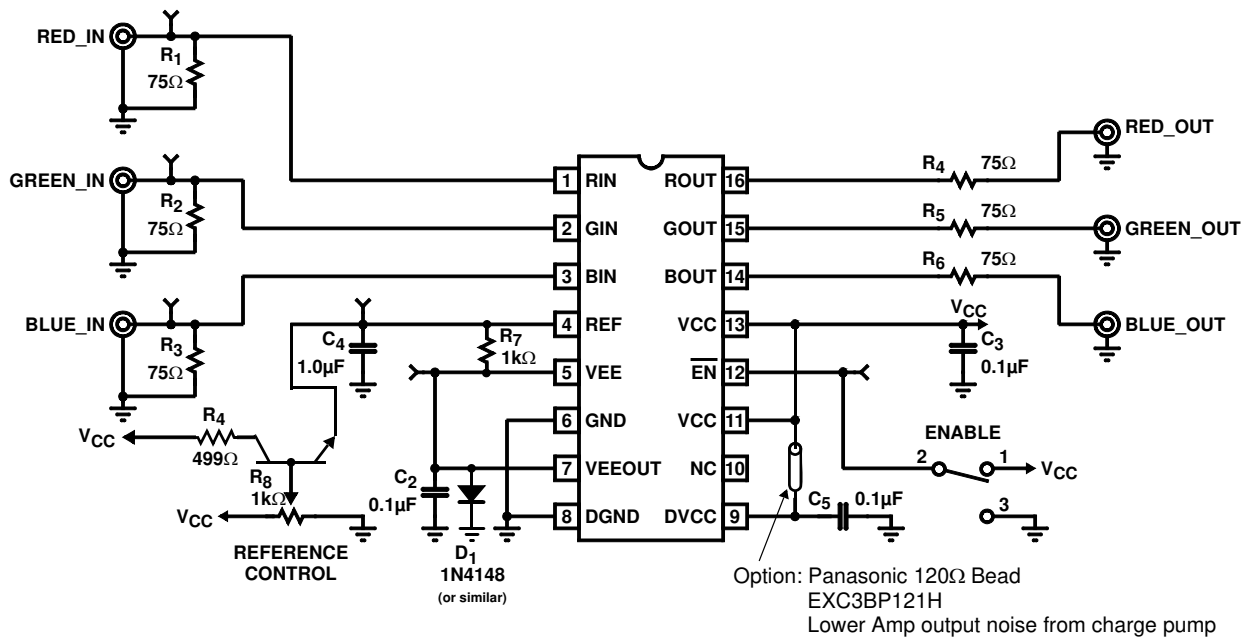 RED_IN
R1
75Ω
GREEN_IN
R2
75Ω
BLUE_IN
R3
75Ω
1 RIN
2 GIN
3 BIN
4 REF
5 VEE
6 GND
7 VEEOUT
8 DGND
ROUT 16
GOUT 15
BOUT 14
VCC 13
EN 12
VCC 11
NC 10
DVCC 9
R4 75Ω
R5 75Ω
R6 75Ω
RED_OUT
GREEN_OUT
BLUE_OUT
VCC
C3
0.1µF
C4
1.0µF
R7
1kΩ
VCC
R4
499Ω
R8
1kΩ
VCC
REFERENCE
CONTROL
C2
0.1µF
D1
1N4148
(or similar)
ENABLE
2 1 VCC
3
C5 0.1µF
Option: Panasonic 120Ω Bead
EXC3BP121H
Lower Amp output noise from charge pump